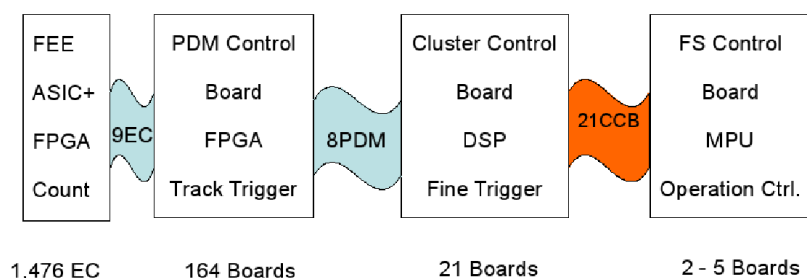 FEE
ASIC+
FPGA
Count
9EC
PDM Control
Board
FPGA
Track Trigger
8PDM
Cluster Control
Board
DSP
Fine Trigger
21CCB
FS Control
Board
MPU
Operation Ctrl.
1,476 EC
164 Boards
21 Boards
2 - 5 Boards